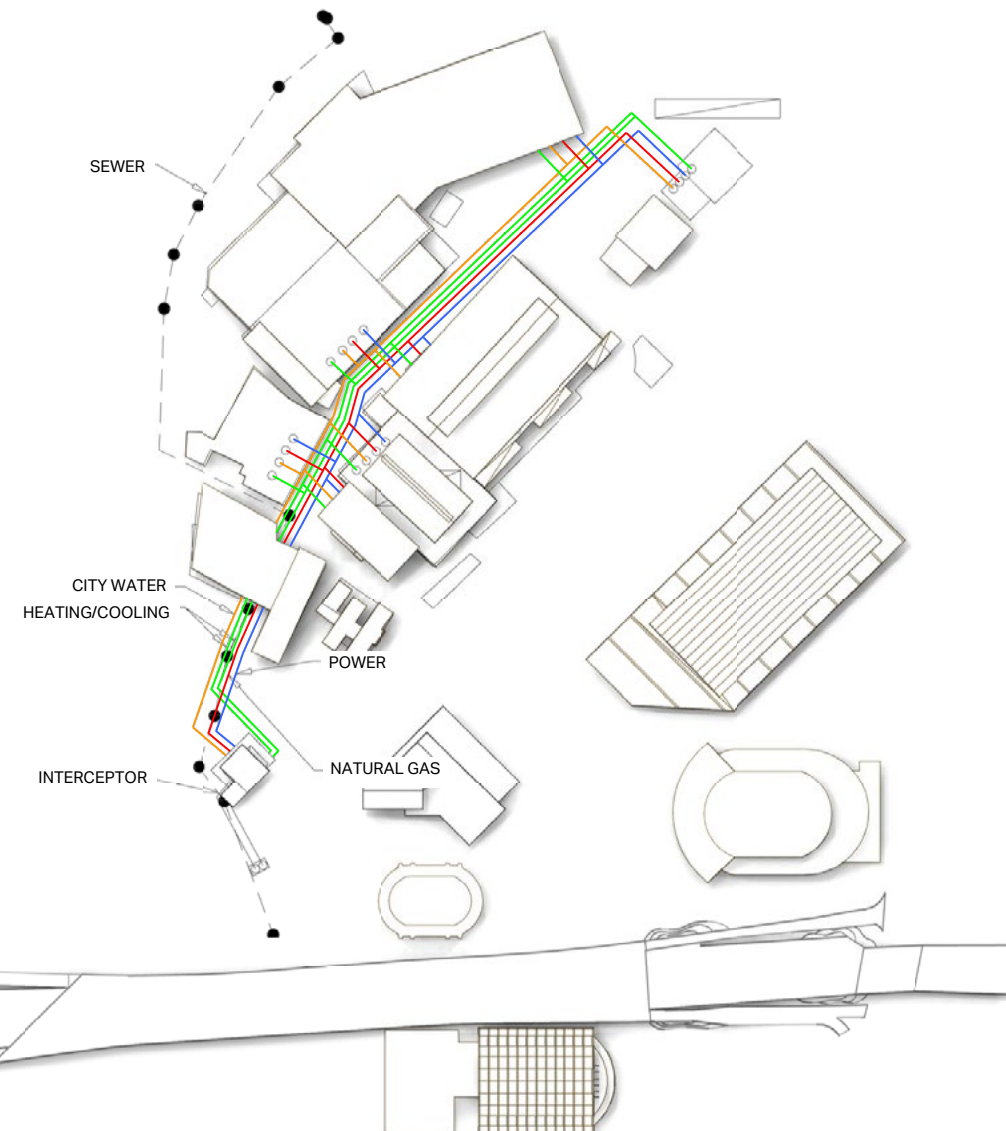 SEWER
CITY WATER
HEATING/COOLING
POWER
NATURAL GAS
INTERCEPTOR